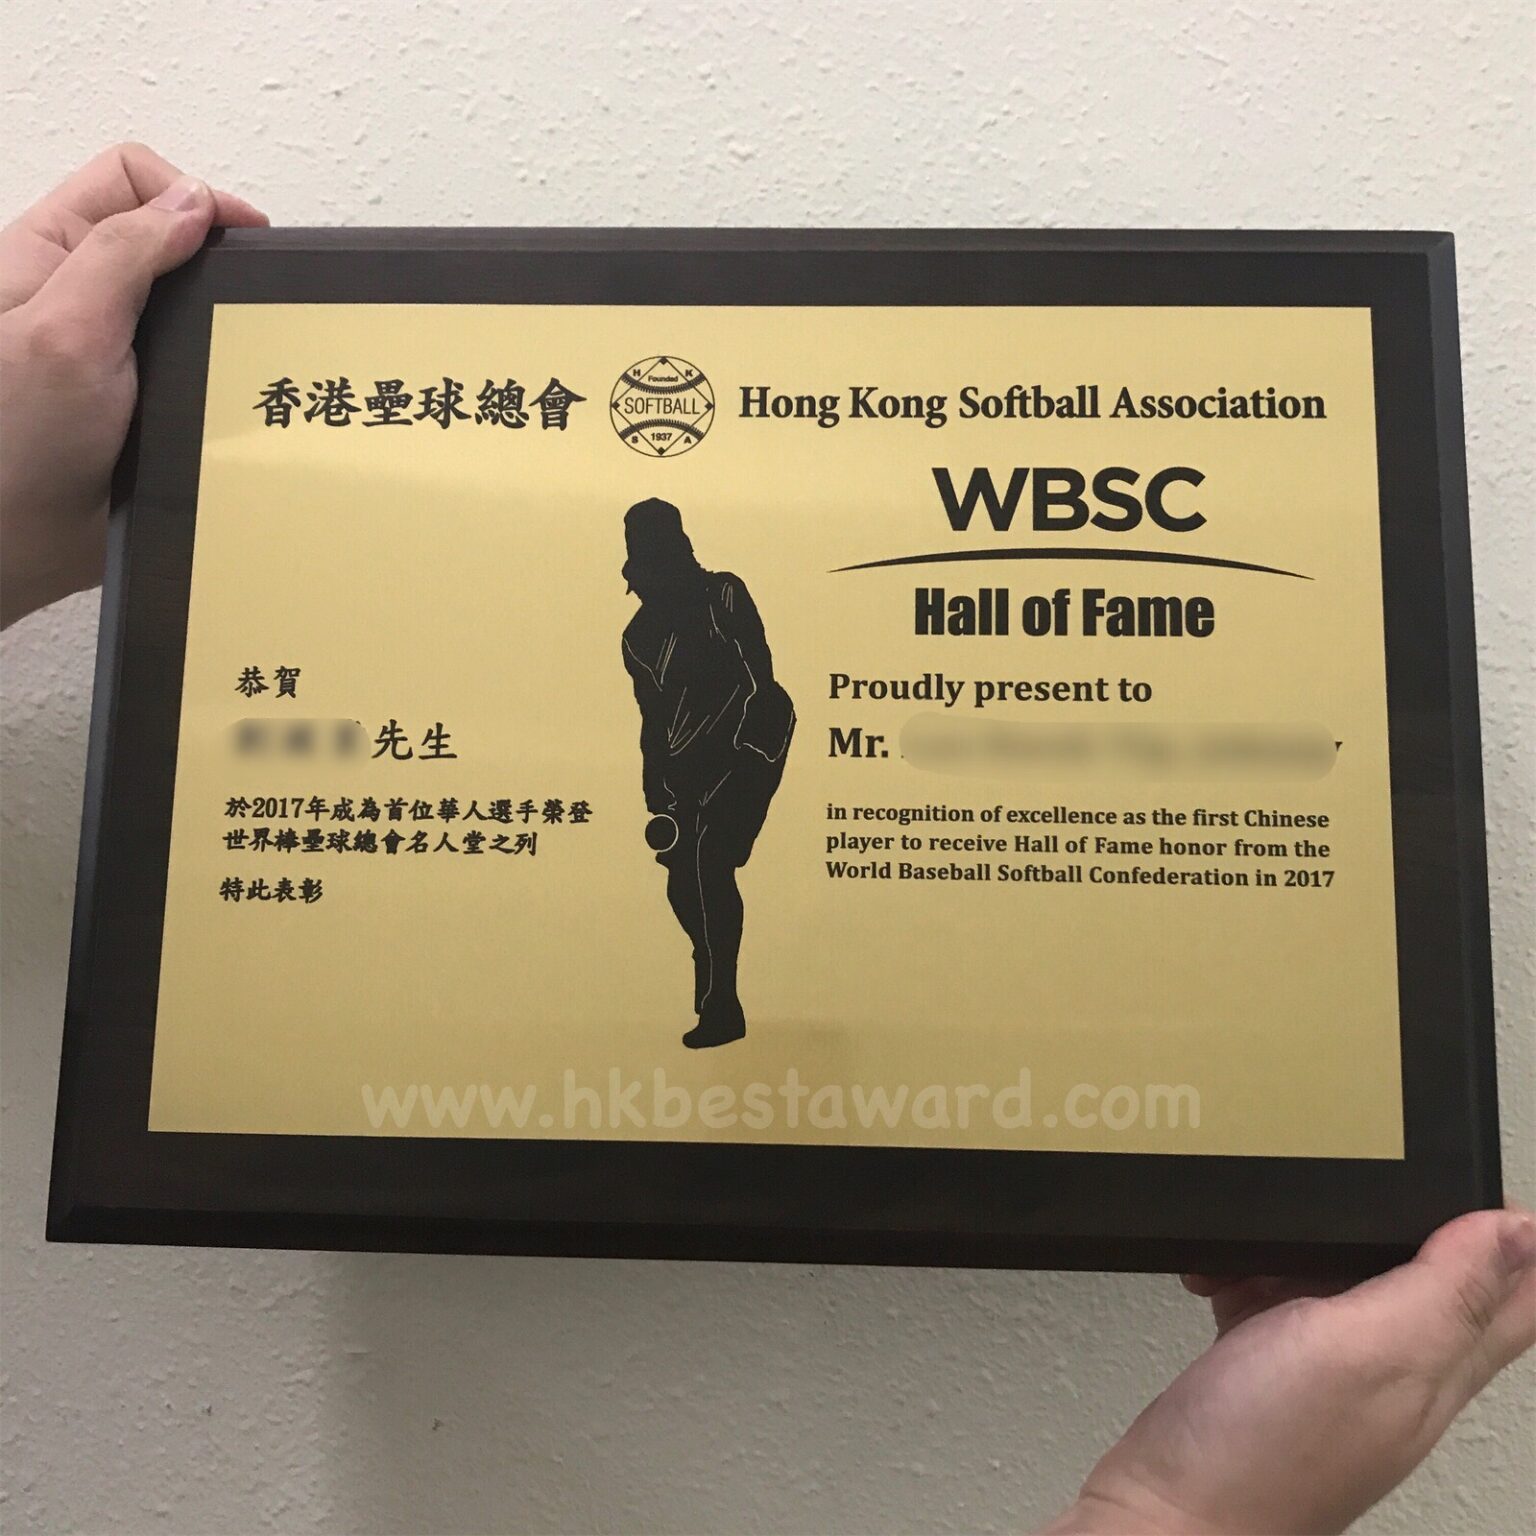 香港壘球總會
H K
Founded
SOFTBALL
1937
S A
Hong Kong Softball Association
WBSC
Hall of Fame
恭賀
先生
於2017年成為首位華人選手榮登
世界棒壘球總會名人堂之列
特此表彰
Proudly present to
Mr.
in recognition of excellence as the first Chinese
player to receive Hall of Fame honor from the
World Baseball Softball Confederation in 2017
www.hkbestaward.com